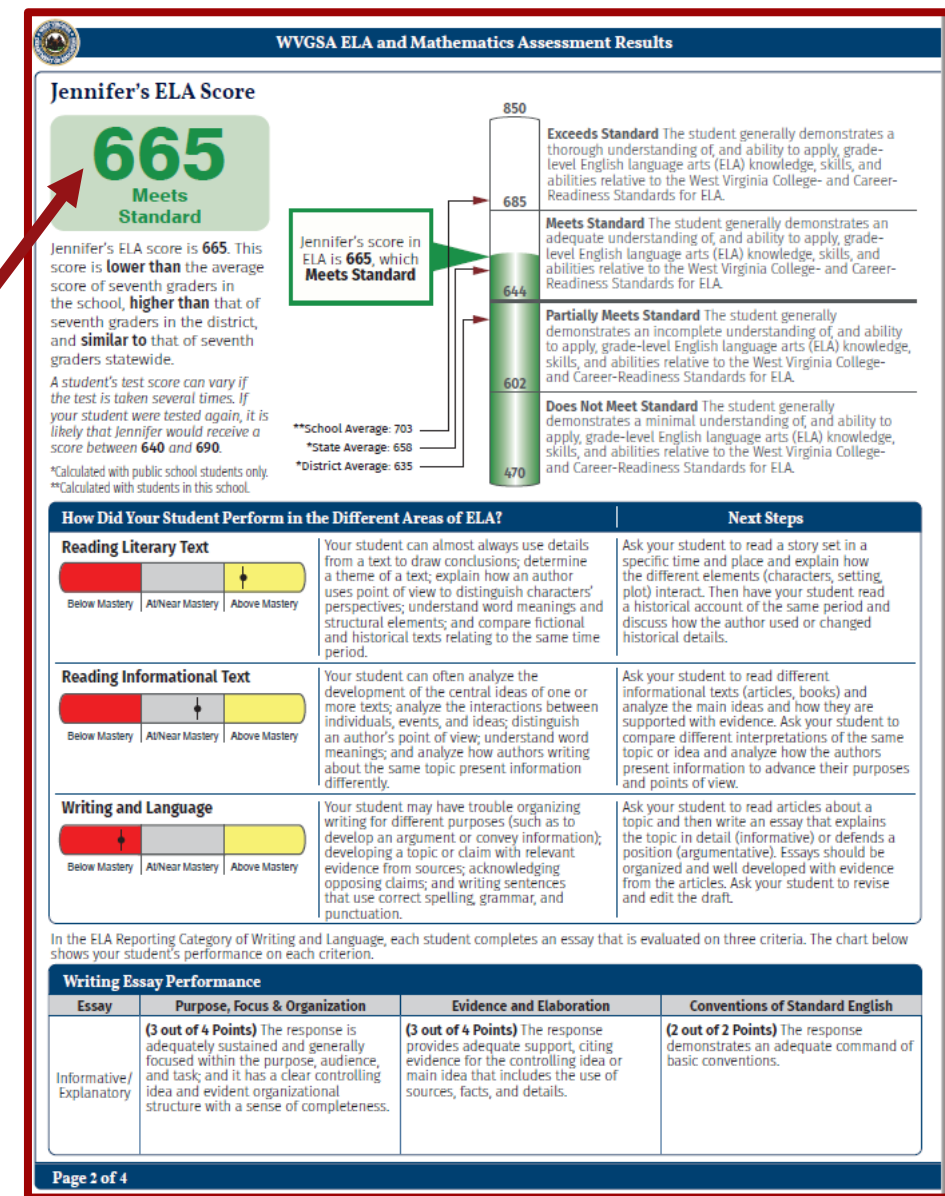 WVGSA ELA and Mathematics Assessment Results
Jennifer's ELA Score
665
Meets
Standard
Jennifer's ELA score is 665. This
score is lower than the average
score of seventh graders in
the school, higher than that of
seventh graders in the district,
and similar to that of seventh
graders statewide.
A student's test score can vary if
the test is taken several times. If
your student were tested again, it is
likely that Jennifer would receive a
score between 640 and 690.
*Calculated with public school students only.
**Calculated with students in this school.
Jennifer's score in
ELA is 665, which
Meets Standard
**School Average: 703
*State Average: 658
*District Average: 635
850
685
644
602
470
Exceeds Standard The student generally demonstrates a
thorough understanding of, and ability to apply, grade-
level English language arts (ELA) knowledge, skills, and
abilities relative to the West Virginia College- and Career-
Readiness Standards for ELA.
Meets Standard The student generally demonstrates an
adequate understanding of, and ability to apply, grade-
level English language arts (ELA) knowledge, skills, and
abilities relative to the West Virginia College- and Career-
Readiness Standards for ELA.
Partially Meets Standard The student generally
demonstrates an incomplete understanding of, and ability
to apply, grade-level English language arts (ELA) knowledge,
skills, and abilities relative to the West Virginia College-
and Career-Readiness Standards for ELA.
Does Not Meet Standard The student generally
demonstrates a minimal understanding of, and ability to
apply, grade-level English language arts (ELA) knowledge,
skills, and abilities relative to the West Virginia College-
and Career-Readiness Standards for ELA.
How Did Your Student Perform in the Different Areas of ELA?
Next Steps
Reading Literary Text
Below Mastery At/Near Mastery Above Mastery
Your student can almost always use details
from a text to draw conclusions; determine
a theme of a text; explain how an author
uses point of view to distinguish characters'
perspectives; understand word meanings and
structural elements; and compare fictional
and historical texts relating to the same time
period.
Ask your student to read a story set in a
specific time and place and explain how
the different elements (characters, setting,
plot) interact. Then have your student read
a historical account of the same period and
discuss how the author used or changed
historical details.
Reading Informational Text
Below Mastery At/Near Mastery Above Mastery
Your student can often analyze the
development of the central ideas of one or
more texts; analyze the interactions between
individuals, events, and ideas; distinguish
an author's point of view; understand word
meanings; and analyze how authors writing
about the same topic present information
differently.
Ask your student to read different
informational texts (articles, books) and
analyze the main ideas and how they are
supported with evidence. Ask your student to
compare different interpretations of the same
topic or idea and analyze how the authors
present information to advance their purposes
and points of view.
Writing and Language
Below Mastery At/Near Mastery Above Mastery
Your student may have trouble organizing
writing for different purposes (such as to
develop an argument or convey information);
developing a topic or claim with relevant
evidence from sources; acknowledging
opposing claims; and writing sentences
that use correct spelling, grammar, and
punctuation.
Ask your student to read articles about a
topic and then write an essay that explains
the topic in detail (informative) or defends a
position (argumentative). Essays should be
organized and well developed with evidence
from the articles. Ask your student to revise
and edit the draft.
In the ELA Reporting Category of Writing and Language, each student completes an essay that is evaluated on three criteria. The chart below
shows your student's performance on each criterion.
Writing Essay Performance
Essay
Purpose, Focus & Organization
Evidence and Elaboration
Conventions of Standard English
Informative/
Explanatory
(3 out of 4 Points) The response is
adequately sustained and generally
focused within the purpose, audience,
and task; and it has a clear controlling
idea and evident organizational
structure with a sense of completeness.
(3 out of 4 Points) The response
provides adequate support, citing
evidence for the controlling idea or
main idea that includes the use of
sources, facts, and details.
(2 out of 2 Points) The response
demonstrates an adequate command of
basic conventions.
Page 2 of 4